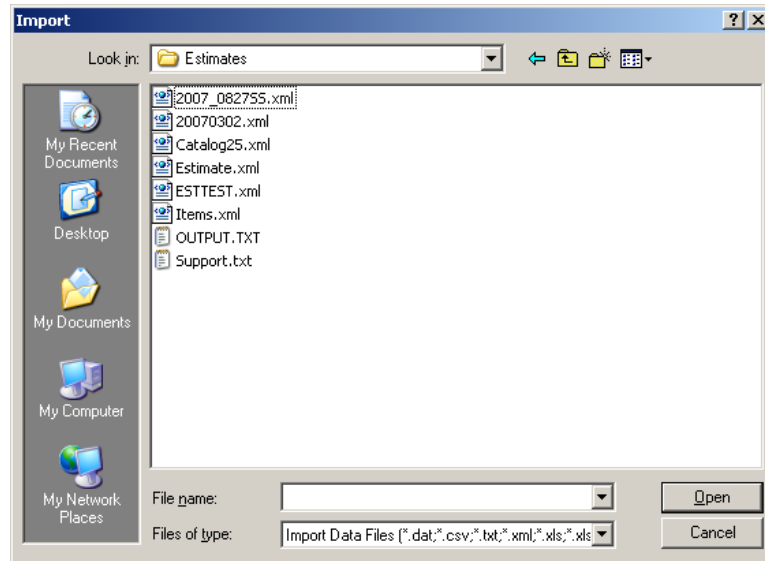 Import
Look in: Estimates
2007_082755.xml
20070302.xml
Catalog25.xml
Estimate.xml
ESTTEST.xml
Items.xml
OUTPUT.TXT
Support.txt
My Recent
Documents
Desktop
My Documents
My Computer
My Network
Places
File name:
Open
Files of type: Import Data Files (*.dat;*.csv;*.txt;*.xml;*.xls;*.xls
Cancel